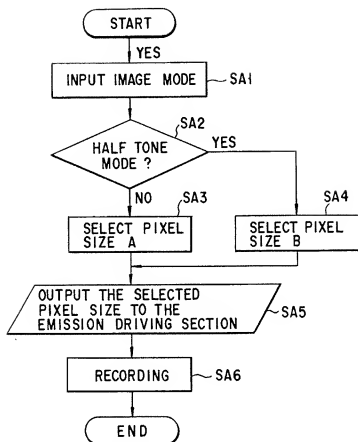 START
YES
INPUT IMAGE MODE
SA1
SA2
HALF TONE
MODE ?
YES
NO
SA3
SELECT PIXEL
SIZE A
SA4
SELECT PIXEL
SIZE B
OUTPUT THE SELECTED
PIXEL SIZE TO THE
EMISSION DRIVING SECTION
SA5
RECORDING
SA6
END